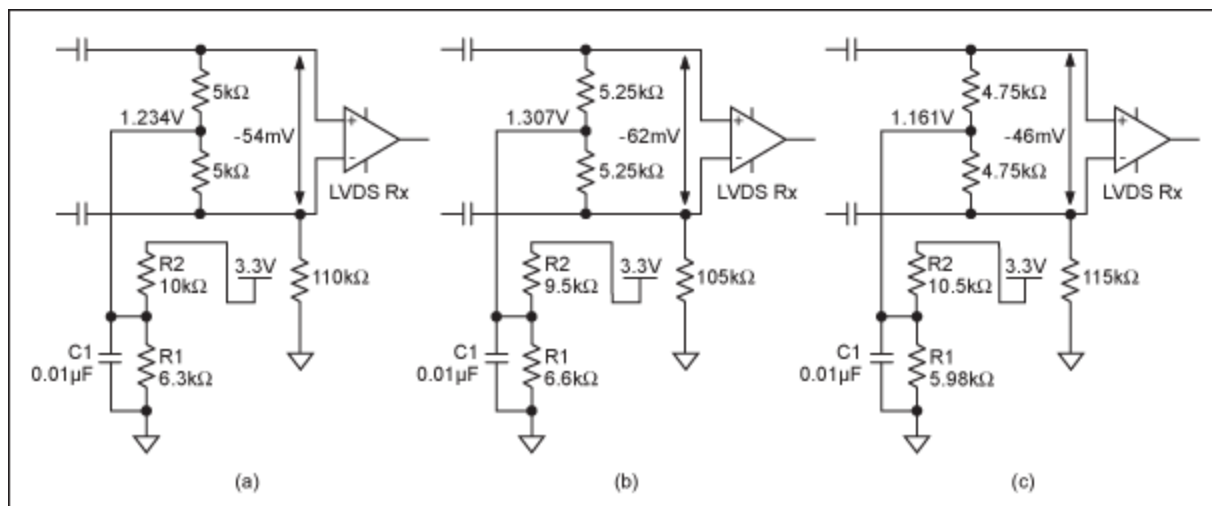 5kΩ
1.234V
-54mV
+
-
5kΩ
LVDS Rx
R2
10kΩ
3.3V
110kΩ
C1
0.01µF
R1
6.3kΩ
(a)
5.25kΩ
1.307V
-62mV
+
-
5.25kΩ
LVDS Rx
R2
9.5kΩ
3.3V
105kΩ
C1
0.01µF
R1
6.6kΩ
(b)
4.75kΩ
1.161V
-46mV
+
-
4.75kΩ
LVDS Rx
R2
10.5kΩ
3.3V
115kΩ
C1
0.01µF
R1
5.98kΩ
(c)